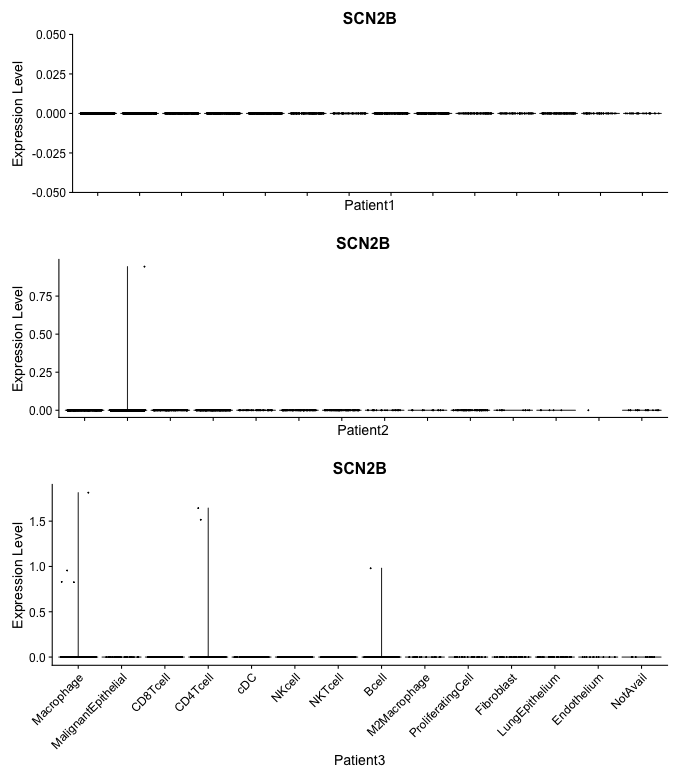 SCN2B
Expression Level
0.050
0.025
0.000
-0.025
-0.050
Patient1
SCN2B
Expression Level
0.75
0.50
0.25
0.00
Patient2
SCN2B
Expression Level
1.5
1.0
0.5
0.0
Macrophage
MalignantEpithelial
CD8Tcell
CD4Tcell
cDC
NKcell
NKTcell
Bcell
M2Macrophage
ProliferatingCell
Fibroblast
LungEpithelium
Endothelium
NotAvail
Patient3